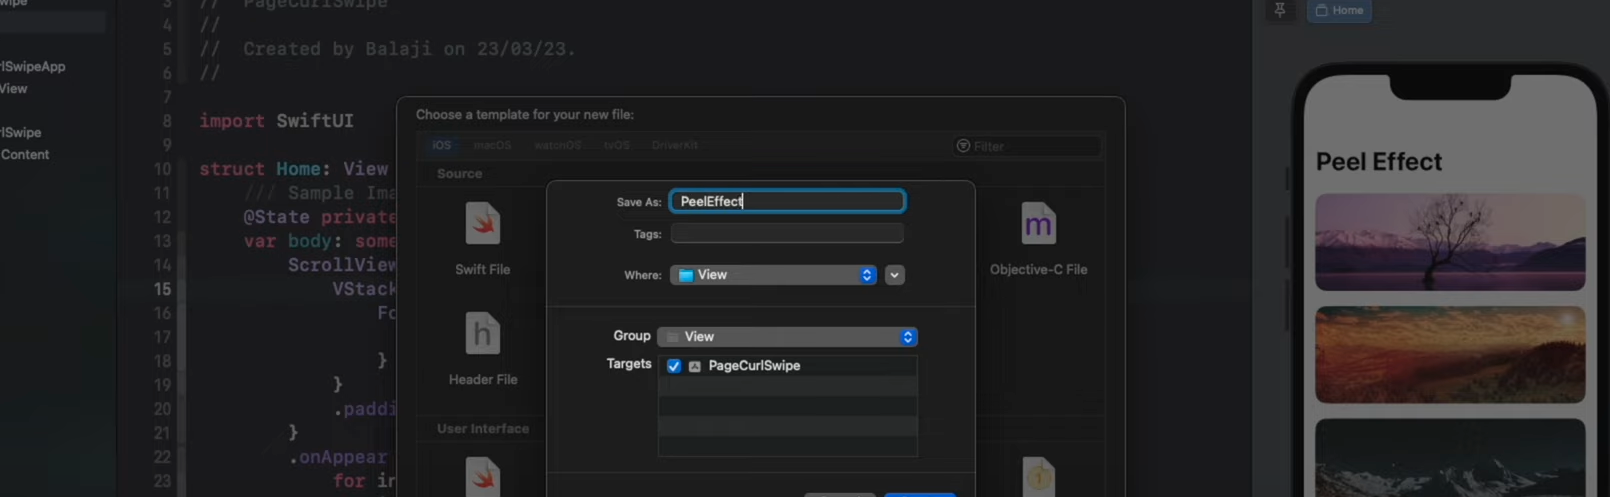 wipe
3 // PageCurlSwipe
4 //
5 // Created by Balaji on 23/03/23.
6 //
7
8 import SwiftUI
9
10 struct Home: View
11 /// Sample Ima
12 @State private
13 var body: some
14 ScrollView
15 VStack
16 Fo
17
18 }
19 }
20 .paddi
21 }
22 .onAppear
23 for in
rlSwipeApp
View
rlSwipe
Content
Choose a template for your new file:
iOS macOS watchOS tvOS DriverKit
Filter
Source
Swift File
h
Header File
User Interface
m
Objective-C File
1
Save As: PeelEffect
Tags:
Where: View
Group View
Targets PageCurlSwipe
Home
Peel Effect